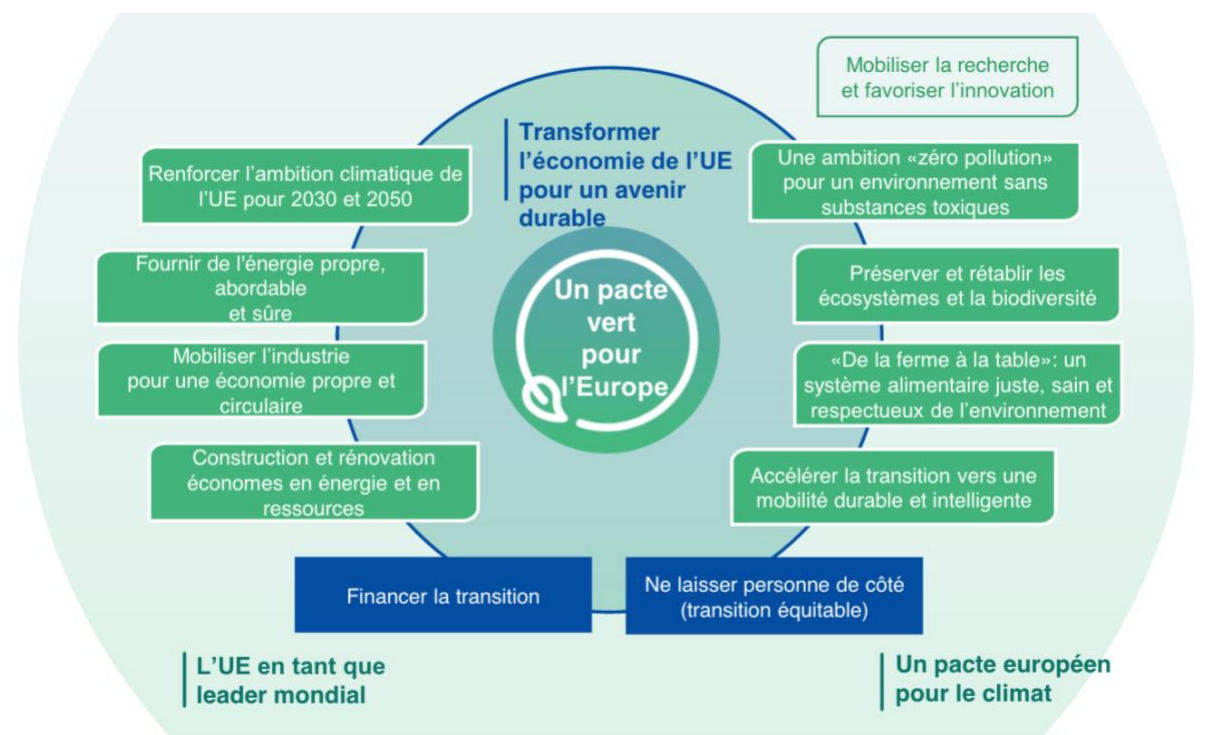 Mobiliser la recherche
et favoriser l’innovation
Transformer
l’économie de l’UE
pour un avenir
durable
Renforcer l’ambition climatique de
l’UE pour 2030 et 2050
Une ambition «zéro pollution»
pour un environnement sans
substances toxiques
Fournir de l'énergie propre,
abordable
et sûre
Préserver et rétablir les
écosystèmes et la biodiversité
Un pacte
vert
pour
l’Europe
Mobiliser l’industrie
pour une économie propre et
circulaire
«De la ferme à la table»: un
système alimentaire juste, sain et
respectueux de l’environnement
Construction et rénovation
économes en énergie et en
ressources
Accélérer la transition vers une
mobilité durable et intelligente
Financer la transition
Ne laisser personne de côté
(transition équitable)
L’UE en tant que
leader mondial
Un pacte européen
pour le climat